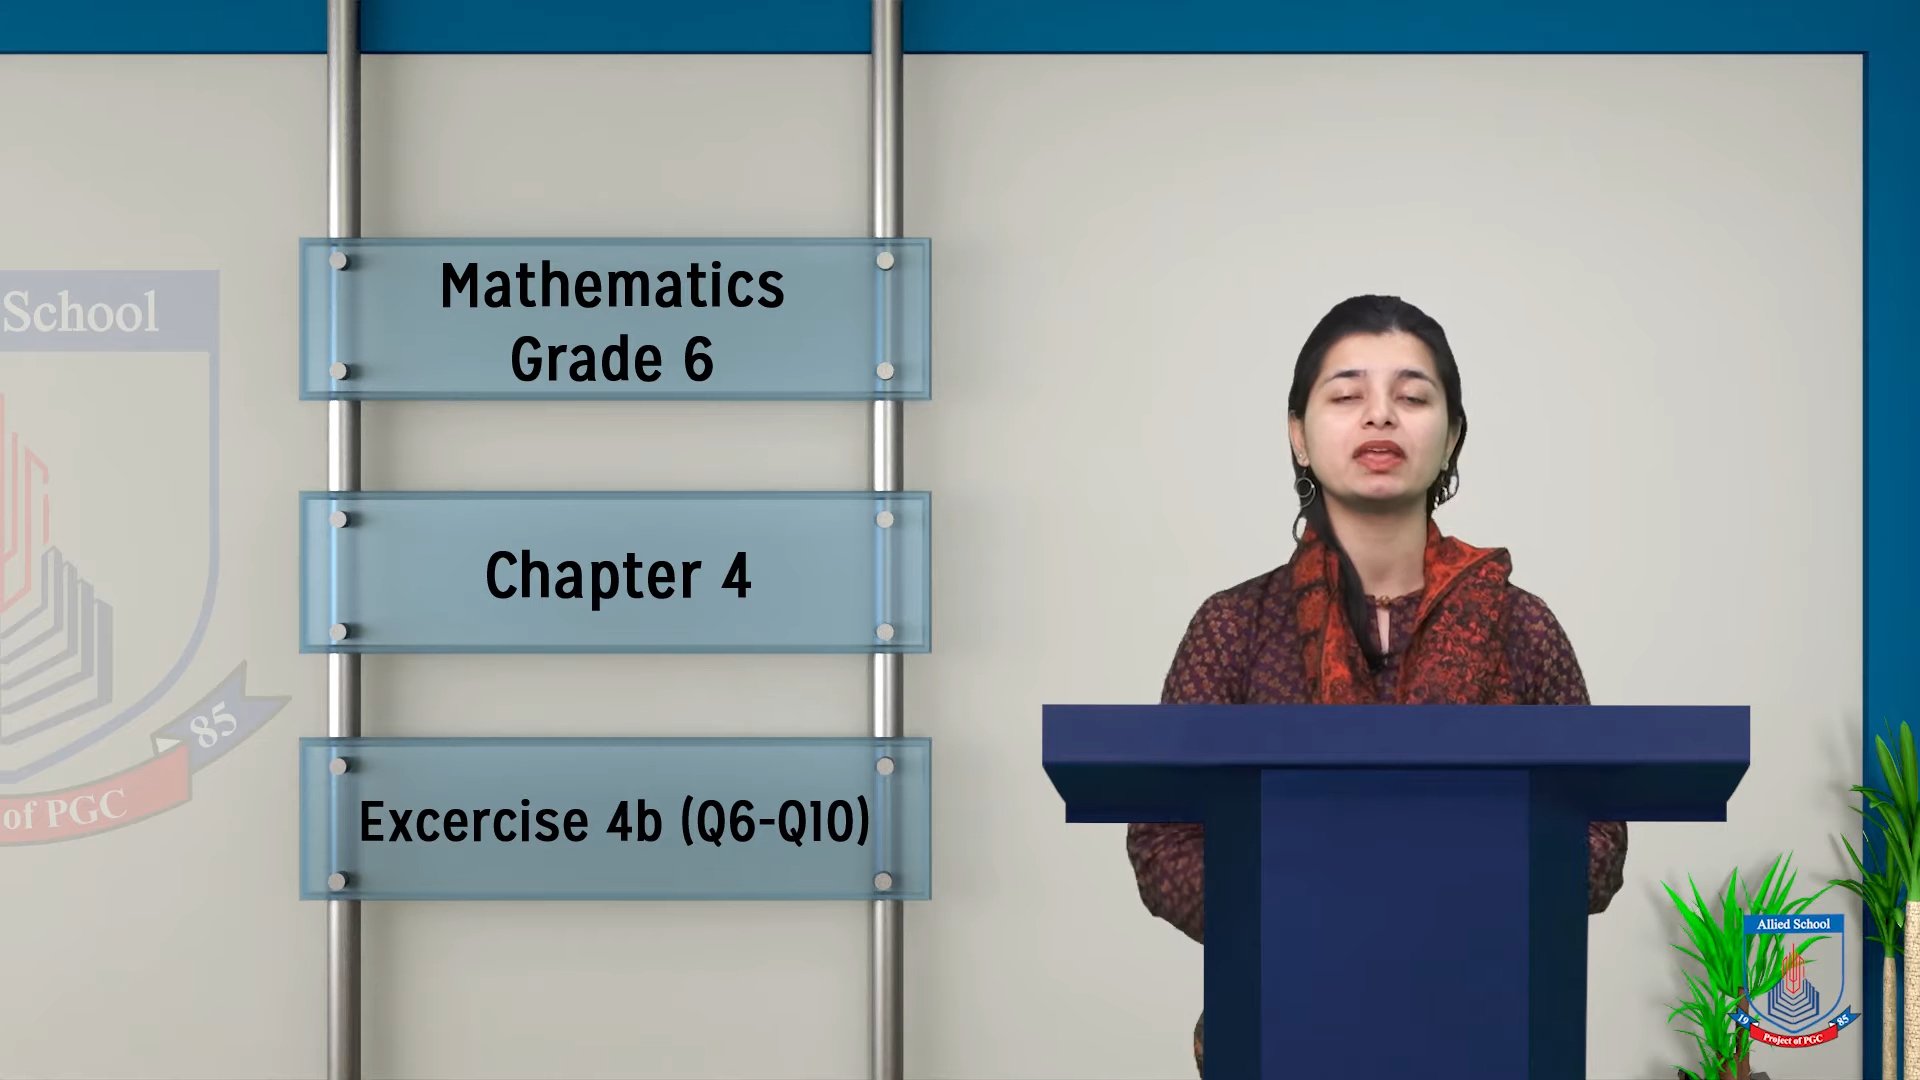 Mathematics
Grade 6
Chapter 4
Excercise 4b (Q6-Q10)
School
85
of PGC
Allied School
19
85
Project of PGC